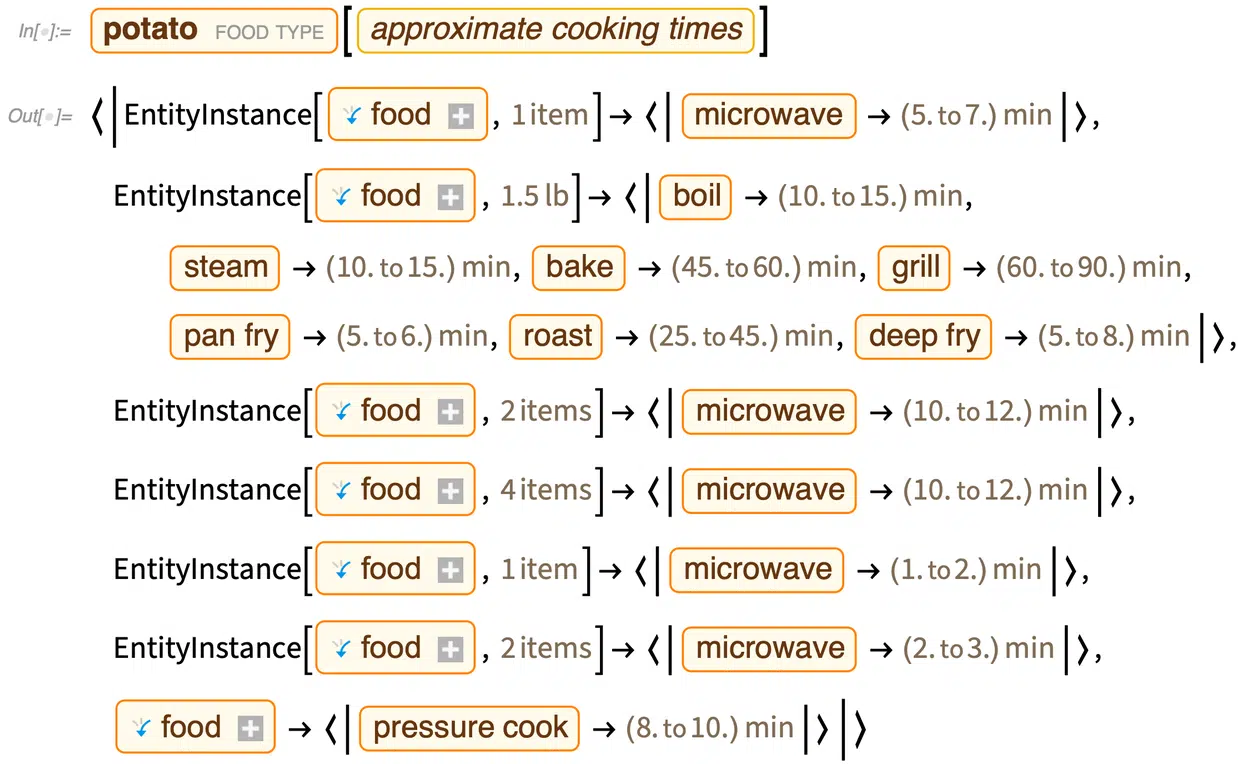 In[•]:= potato FOOD TYPE [ approximate cooking times ]
Out[•]= ⟨| EntityInstance[ food + , 1 item ] → ⟨| microwave → (5. to 7.) min |⟩,
EntityInstance[ food + , 1.5 lb ] → ⟨| boil → (10. to 15.) min,
steam → (10. to 15.) min, bake → (45. to 60.) min, grill → (60. to 90.) min,
pan fry → (5. to 6.) min, roast → (25. to 45.) min, deep fry → (5. to 8.) min |⟩,
EntityInstance[ food + , 2 items ] → ⟨| microwave → (10. to 12.) min |⟩,
EntityInstance[ food + , 4 items ] → ⟨| microwave → (10. to 12.) min |⟩,
EntityInstance[ food + , 1 item ] → ⟨| microwave → (1. to 2.) min |⟩,
EntityInstance[ food + , 2 items ] → ⟨| microwave → (2. to 3.) min |⟩,
food + → ⟨| pressure cook → (8. to 10.) min |⟩ |⟩